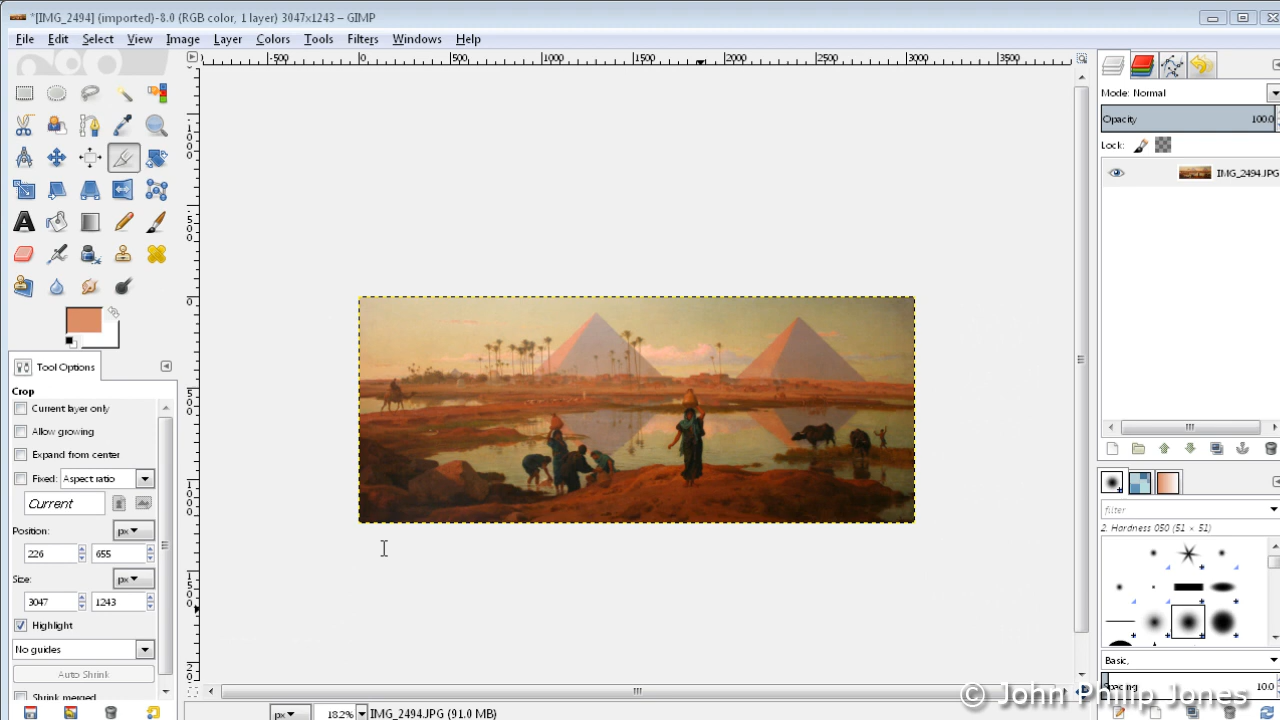 *[IMG_2494] (imported)-8.0 (RGB color, 1 layer) 3047x1243 – GIMP
File Edit Select View Image Layer Colors Tools Filters Windows Help
-500 0 500 1000 1500 2000 2500 3000 3500
Mode: Normal
Opacity 100.0
Lock:
IMG_2494.JPG
Tool Options
Crop
Current layer only
Allow growing
Expand from center
Fixed: Aspect ratio
Current
Position: px
226 655
Size: px
3047 1243
Highlight
No guides
Auto Shrink
Shrink merged
filter
2. Hardness 050 (51 × 51)
Basic,
Spacing 10.0
© John Philip Jones
px 18.2% IMG_2494.JPG (91.0 MB)